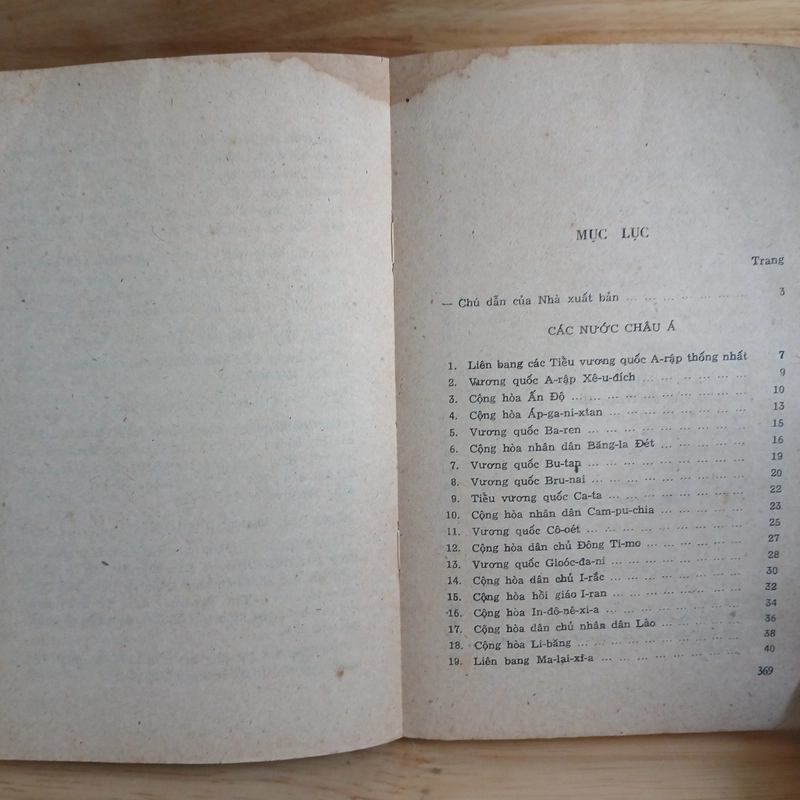 MỤC LỤC
Trang
— Chú dẫn của Nhà xuất bản ... ... ... ... ... ... 3
CÁC NƯỚC CHÂU Á
1. Liên bang các Tiểu vương quốc A-rập thống nhất 7
2. Vương quốc A-rập Xê-u-đích ... ... ... ... ... 9
3. Cộng hòa Ấn Độ ... ... ... ... ... ... ... 10
4. Cộng hòa Áp-ga-ni-xtan ... ... ... ... ... ... 13
5. Vương quốc Ba-ren ... ... ... ... ... ... ... 15
6. Cộng hòa nhân dân Băng-la Đét ... ... ... ... 16
7. Vương quốc Bu-tan ... ... ... ... ... ... 19
8. Vương quốc Bru-nai ... ... ... ... ... ... 20
9. Tiểu vương quốc Ca-ta ... ... ... ... ... ... 22
10. Cộng hòa nhân dân Cam-pu-chia ... ... ... ... 23
11. Vương quốc Cô-oét ... ... ... ... ... ... 25
12. Cộng hòa dân chủ Đông Ti-mo ... ... ... ... 27
13. Vương quốc Gioóc-đa-ni ... ... ... ... ... 28
14. Cộng hòa dân chủ I-rắc ... ... ... ... ... 30
15. Cộng hòa hồi giáo I-ran ... ... ... ... ... 32
16. Cộng hòa In-đô-nê-xi-a ... ... ... ... ... 34
17. Cộng hòa dân chủ nhân dân Lào ... ... ... ... 36
18. Cộng hòa Li-băng ... ... ... ... ... ... 38
19. Liên bang Ma-lai-xi-a ... ... ... ... ... ... 40
369